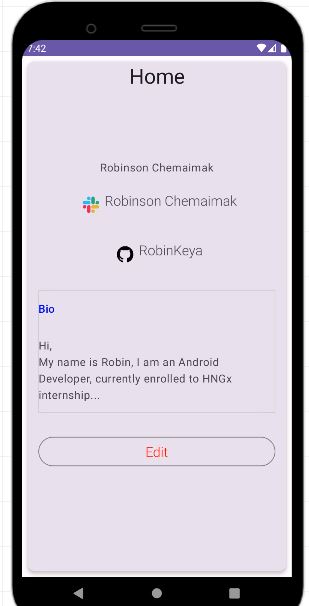 7:42
Home
Robinson Chemaimak
Robinson Chemaimak
RobinKeya
Bio
Hi,
My name is Robin, I am an Android
Developer, currently enrolled to HNGx
internship...
Edit